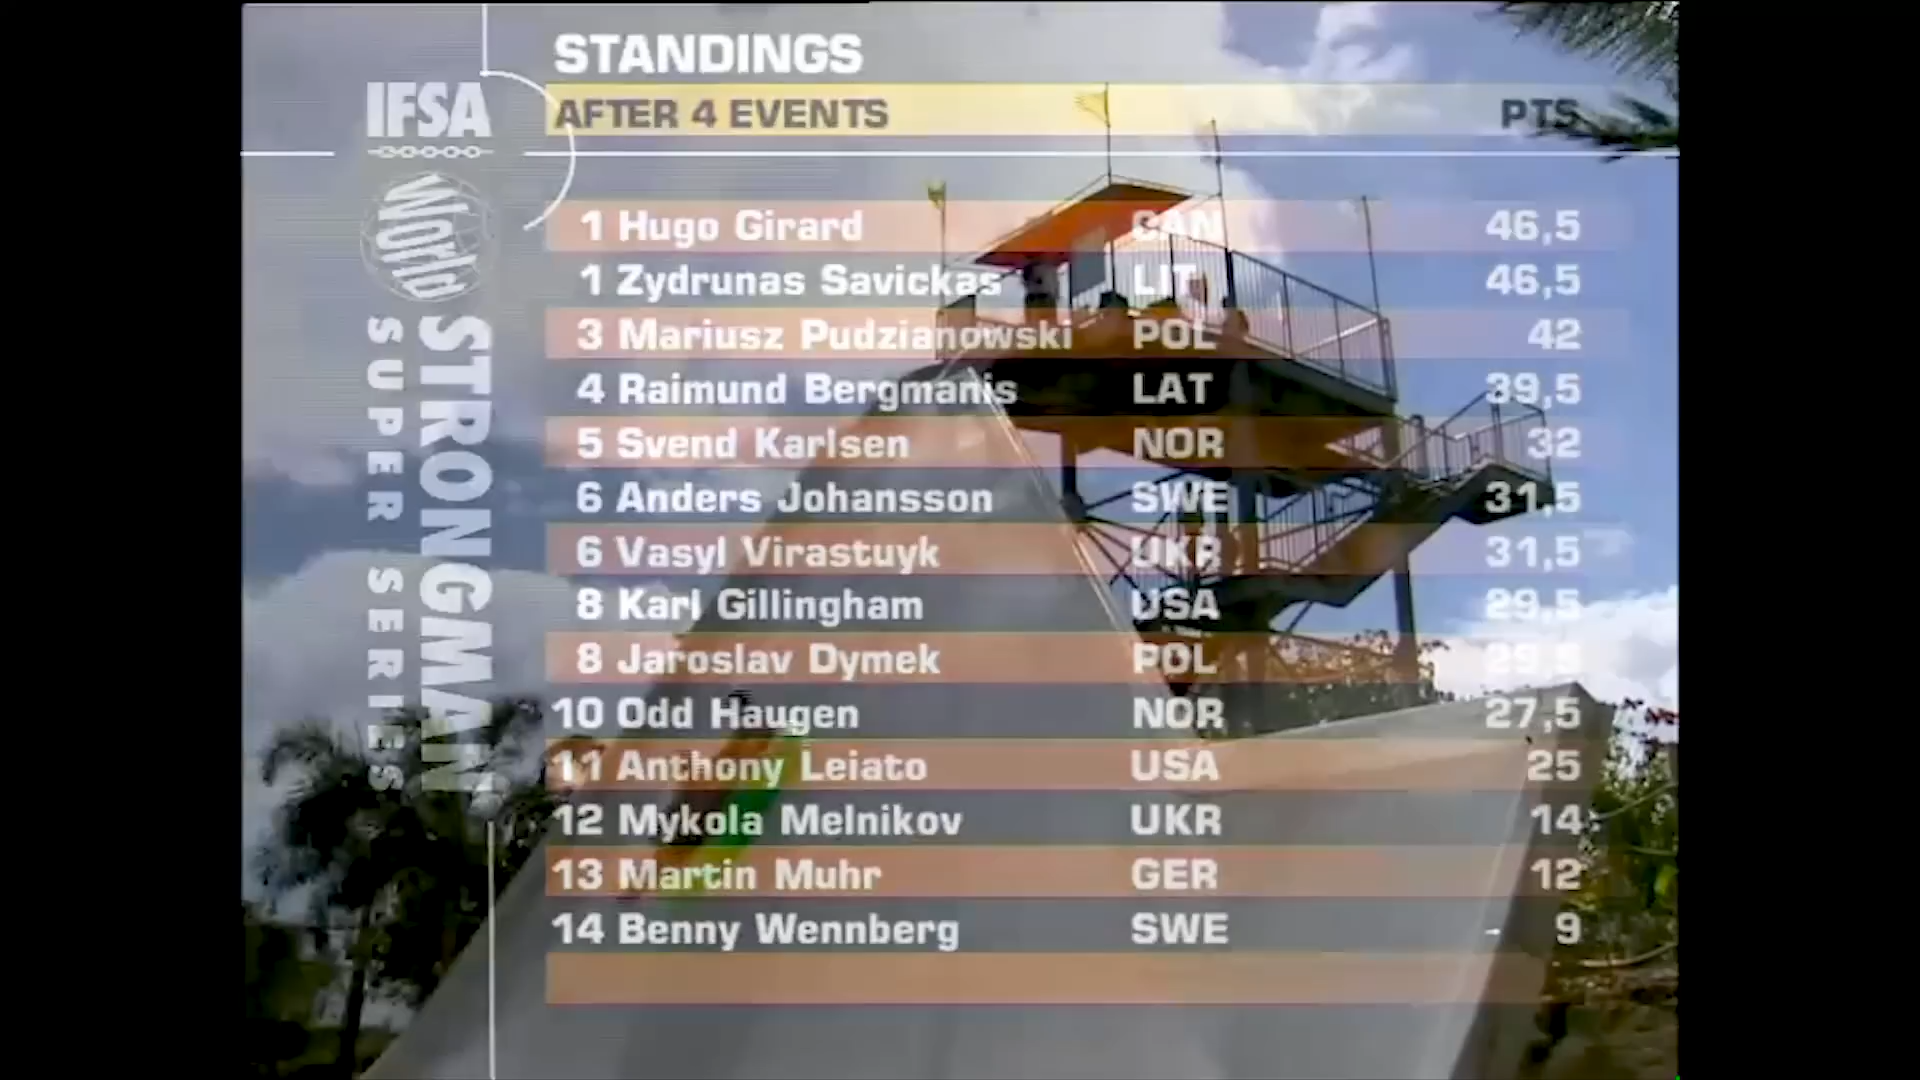 STANDINGS
AFTER 4 EVENTS PTS
IFSA
World
STRONGMAN
SUPER SERIES
1 Hugo Girard CAN 46,5
1 Zydrunas Savickas LIT 46,5
3 Mariusz Pudzianowski POL 42
4 Raimund Bergmanis LAT 39,5
5 Svend Karlsen NOR 32
6 Anders Johansson SWE 31,5
6 Vasyl Virastuyk UKR 31,5
8 Karl Gillingham USA 29,5
8 Jaroslav Dymek POL 29,5
10 Odd Haugen NOR 27,5
11 Anthony Leiato USA 25
12 Mykola Melnikov UKR 14
13 Martin Muhr GER 12
14 Benny Wennberg SWE 9